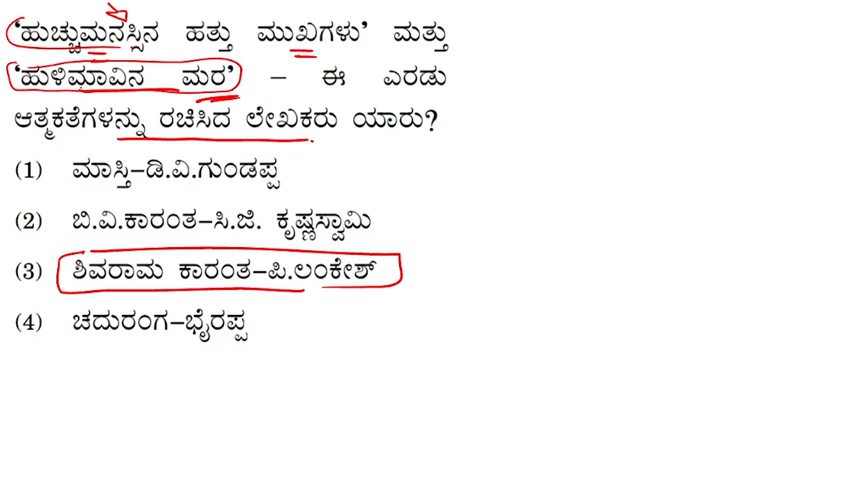 ‘ಹುಚ್ಚುಮನಸ್ಸಿನ ಹತ್ತು ಮುಖಗಳು’ ಮತ್ತು
‘ಹುಳಿಮಾವಿನ ಮರ’ – ಈ ಎರಡು
ಆತ್ಮಕತೆಗಳನ್ನು ರಚಿಸಿದ ಲೇಖಕರು ಯಾರು?
(1) ಮಾಸ್ತಿ–ಡಿ.ವಿ.ಗುಂಡಪ್ಪ
(2) ಬಿ.ವಿ.ಕಾರಂತ–ಸಿ.ಜಿ. ಕೃಷ್ಣಸ್ವಾಮಿ
(3) ಶಿವರಾಮ ಕಾರಂತ–ಪಿ.ಲಂಕೇಶ್
(4) ಚದುರಂಗ–ಭೈರಪ್ಪ